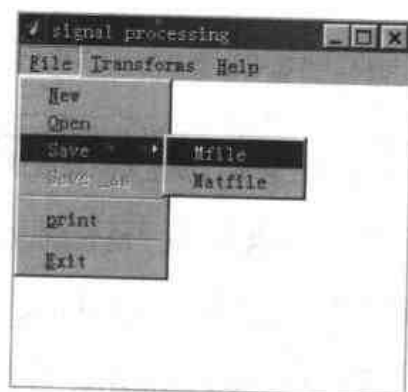 signal processing
File Transforms Help
New
Open
Save Mfile
Save as Matfile
print
Exit